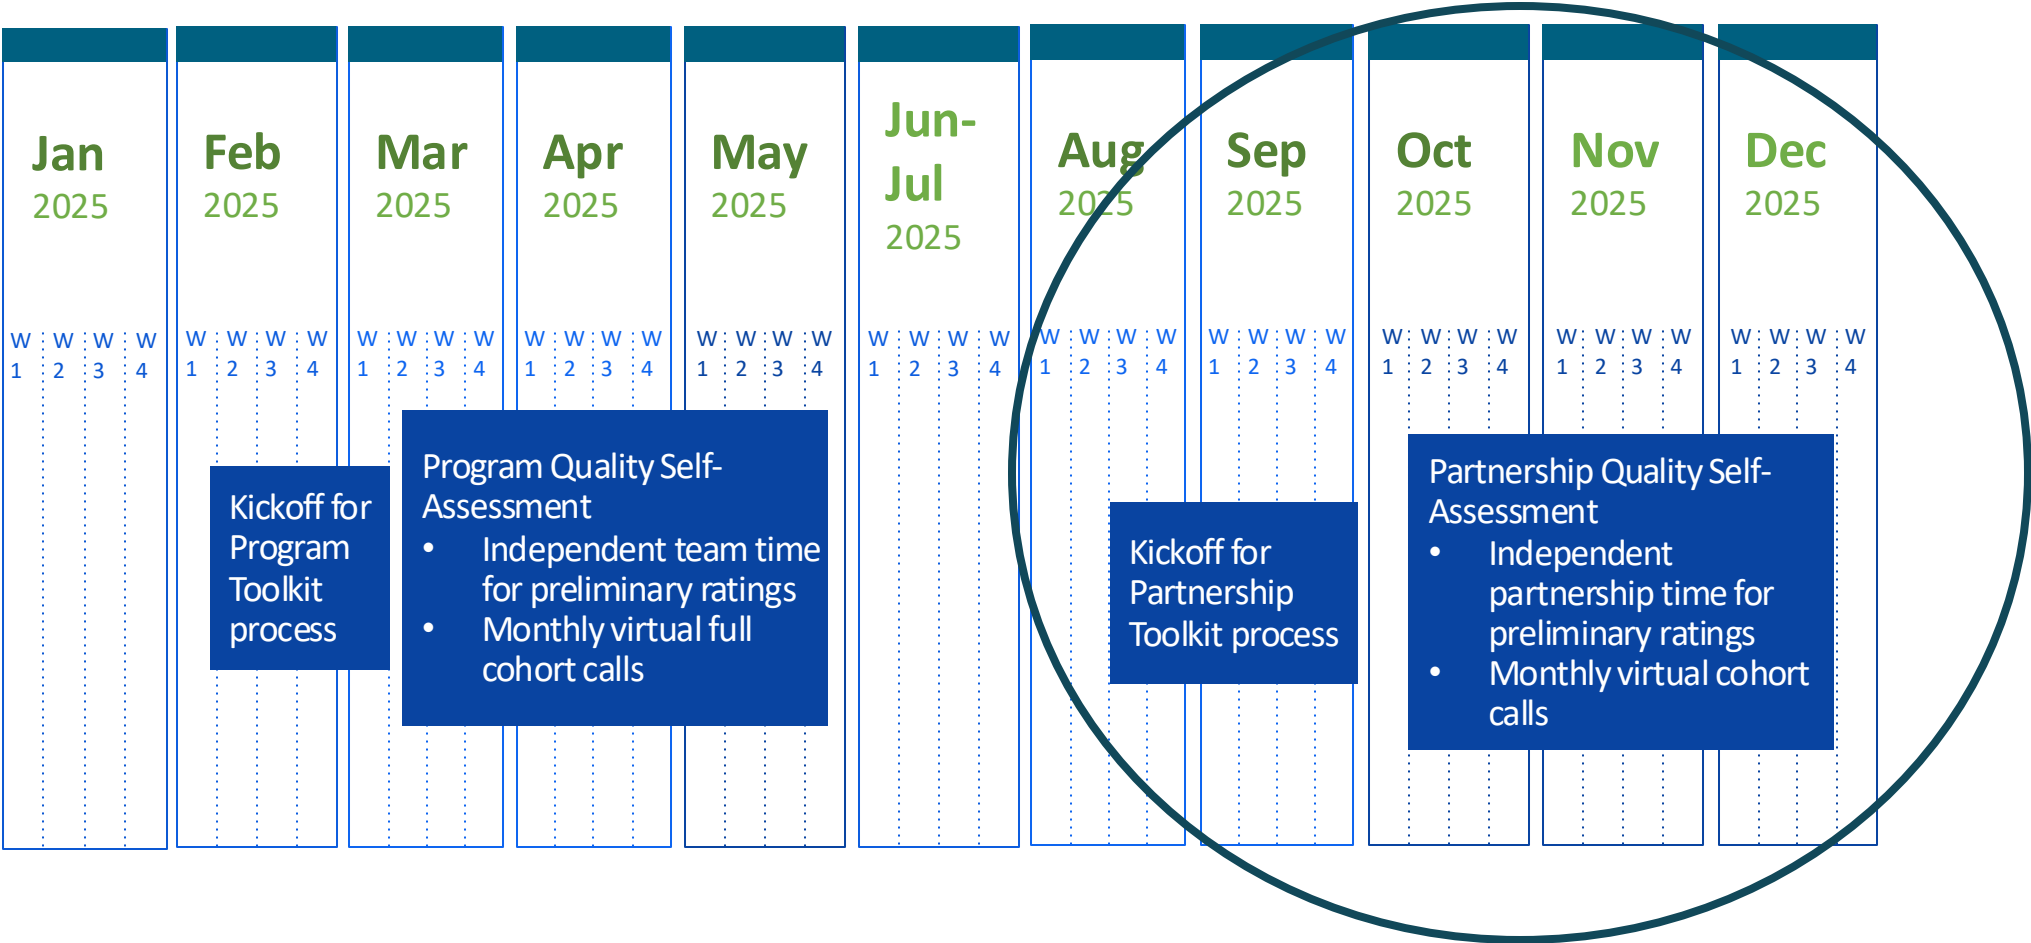 Jan
2025
Feb
2025
Mar
2025
Apr
2025
May
2025
Jun-
Jul
2025
Aug
2025
Sep
2025
Oct
2025
Nov
2025
Dec
2025
W W W W
1 2 3 4
W W W W
1 2 3 4
W W W W
1 2 3 4
W W W W
1 2 3 4
W W W W
1 2 3 4
W W W W
1 2 3 4
W W W W
1 2 3 4
W W W W
1 2 3 4
W W W W
1 2 3 4
W W W W
1 2 3 4
W W W W
1 2 3 4
Kickoff for
Program
Toolkit
process
Program Quality Self-
Assessment
• Independent team time
for preliminary ratings
• Monthly virtual full
cohort calls
Kickoff for
Partnership
Toolkit process
Partnership Quality Self-
Assessment
• Independent
partnership time for
preliminary ratings
• Monthly virtual cohort
calls